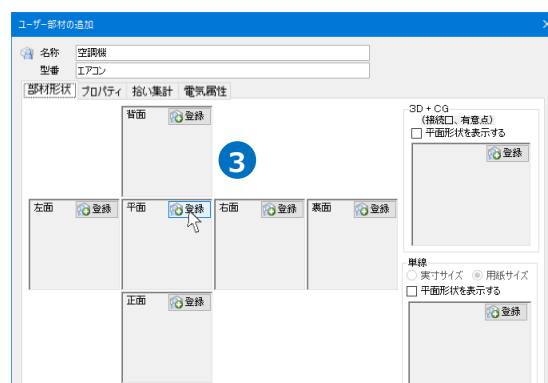 ユーザー部材の追加
名称 空調機
型番 エアコン
部材形状 プロパティ 拾い集計 電気属性
背面 登録
3
左面 登録 平面 登録 右面 登録 裏面 登録
正面 登録
3D + CG
(接続口、有意点)
平面形状を表示する
登録
単線
実寸サイズ 用紙サイズ
平面形状を表示する
登録